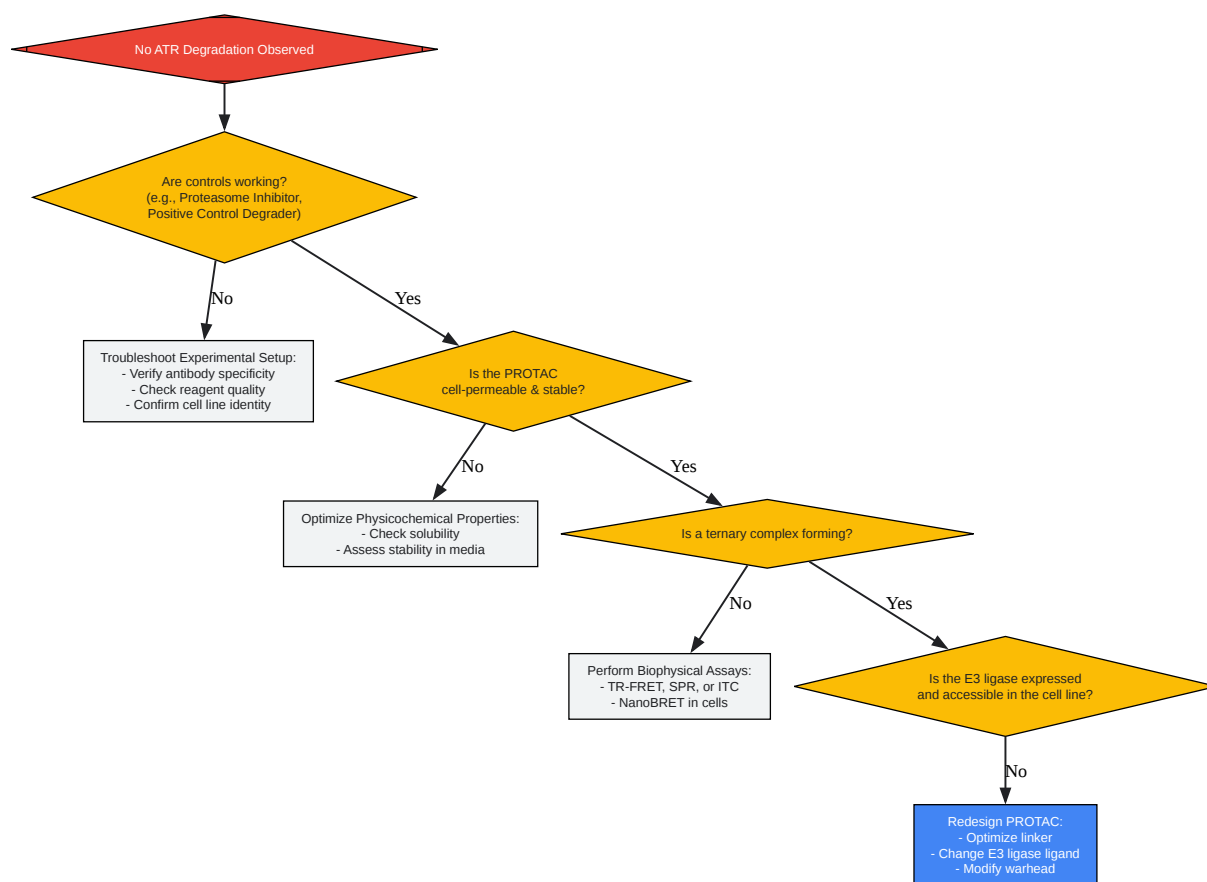 No ATR Degradation Observed
Are controls working?
(e.g., Proteasome Inhibitor,
Positive Control Degrader)
No
Yes
Troubleshoot Experimental Setup:
- Verify antibody specificity
- Check reagent quality
- Confirm cell line identity
Is the PROTAC
cell-permeable & stable?
No
Yes
Optimize Physicochemical Properties:
- Check solubility
- Assess stability in media
Is a ternary complex forming?
No
Yes
Perform Biophysical Assays:
- TR-FRET, SPR, or ITC
- NanoBRET in cells
Is the E3 ligase expressed
and accessible in the cell line?
No
Redesign PROTAC:
- Optimize linker
- Change E3 ligase ligand
- Modify warhead